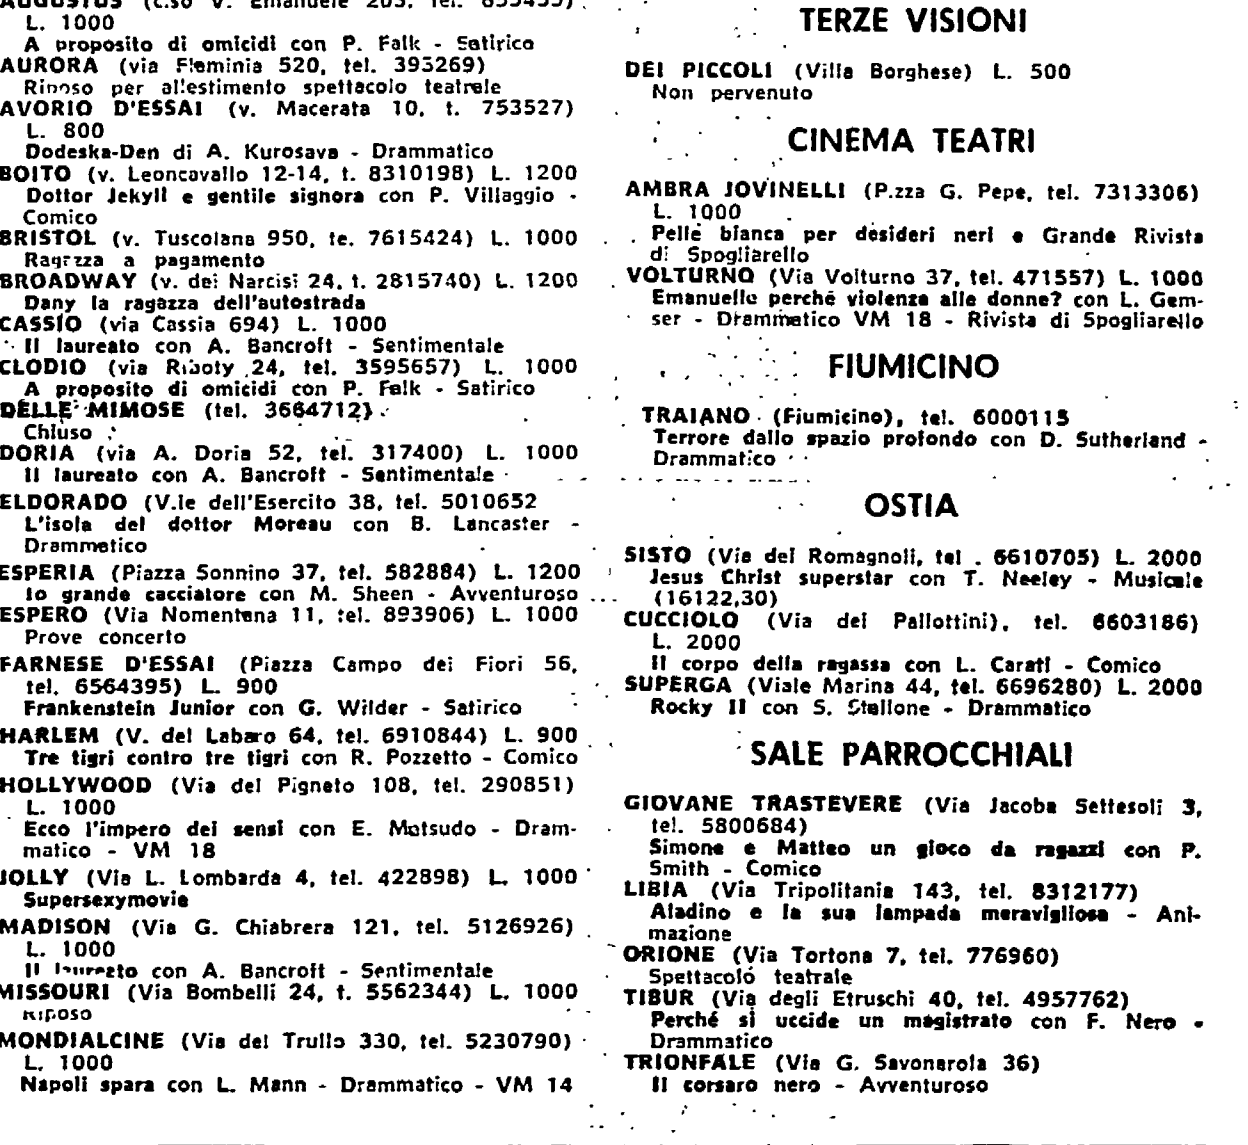 AUGUSTUS (c.so V. Emanuele 203, tel. 655455)
L. 1000
A proposito di omicidi con P. Falk - Satirico
AURORA (via Flaminia 520, tel. 393269)
Riposo per allestimento spettacolo teatrale
AVORIO D'ESSAI (v. Macerata 10, t. 753527)
L. 800
Dodeska-Den di A. Kurosava - Drammatico
BOITO (v. Leoncavallo 12-14, t. 8310198) L. 1200
Dottor Jekyll e gentile signora con P. Villaggio -
Comico
BRISTOL (v. Tuscolana 950, te. 7615424) L. 1000
Ragazza a pagamento
BROADWAY (v. dei Narcisi 24, t. 2815740) L. 1200
Dany la ragazza dell'autostrada
CASSIO (via Cassia 694) L. 1000
Il laureato con A. Bancroft - Sentimentale
CLODIO (via Riboty 24, tel. 3595657) L. 1000
A proposito di omicidi con P. Falk - Satirico
DELLE MIMOSE (tel. 3664712)
Chiuso
DORIA (via A. Doria 52, tel. 317400) L. 1000
Il laureato con A. Bancroft - Sentimentale
ELDORADO (V.le dell'Esercito 38, tel. 5010652
L'isola del dottor Moreau con B. Lancaster -
Drammatico
ESPERIA (Piazza Sonnino 37, tel. 582884) L. 1200
Io grande cacciatore con M. Sheen - Avventuroso
ESPERO (Via Nomentana 11, tel. 893906) L. 1000
Prove concerto
FARNESE D'ESSAI (Piazza Campo dei Fiori 56,
tel. 6564395) L. 900
Frankenstein Junior con G. Wilder - Satirico
HARLEM (V. del Labaro 64, tel. 6910844) L. 900
Tre tigri contro tre tigri con R. Pozzetto - Comico
HOLLYWOOD (Via del Pigneto 108, tel. 290851)
L. 1000
Ecco l'impero dei sensi con E. Matsudo - Dram-
matico - VM 18
JOLLY (Via L. Lombarda 4, tel. 422898) L. 1000
Supersexymovie
MADISON (Via G. Chiabrera 121, tel. 5126926)
L. 1000
Il laureato con A. Bancroft - Sentimentale
MISSOURI (Via Bombelli 24, t. 5562344) L. 1000
Riposo
MONDIALCINE (Via del Trullo 330, tel. 5230790)
L. 1000
Napoli spara con L. Mann - Drammatico - VM 14
TERZE VISIONI
DEI PICCOLI (Villa Borghese) L. 500
Non pervenuto
CINEMA TEATRI
AMBRA JOVINELLI (P.zza G. Pepe, tel. 7313306)
L. 1000
Pelle bianca per desideri neri e Grande Rivista
di Spogliarello
VOLTURNO (Via Volturno 37, tel. 471557) L. 1000
Emanuelle perché violenza alle donne? con L. Gem-
ser - Drammatico VM 18 - Rivista di Spogliarello
FIUMICINO
TRAIANO (Fiumicino), tel. 6000115
Terrore dallo spazio profondo con D. Sutherland -
Drammatico
OSTIA
SISTO (Via dei Romagnoli, tel . 6610705) L. 2000
Jesus Christ superstar con T. Neeley - Musicale
(16122,30)
CUCCIOLO (Via dei Pallottini), tel. 6603186)
L. 2000
Il corpo della ragassa con L. Carati - Comico
SUPERGA (Viale Marina 44, tel. 6696280) L. 2000
Rocky II con S. Stallone - Drammatico
SALE PARROCCHIALI
GIOVANE TRASTEVERE (Via Jacoba Settesoli 3,
tel. 5800684)
Simone e Matteo un gioco da ragazzi con P.
Smith - Comico
LIBIA (Via Tripolitania 143, tel. 8312177)
Aladino e la sua lampada meravigliosa - Ani-
mazione
ORIONE (Via Tortona 7, tel. 776960)
Spettacolo teatrale
TIBUR (Via degli Etruschi 40, tel. 4957762)
Perché si uccide un magistrato con F. Nero -
Drammatico
TRIONFALE (Via G. Savonarola 36)
Il corsaro nero - Avventuroso